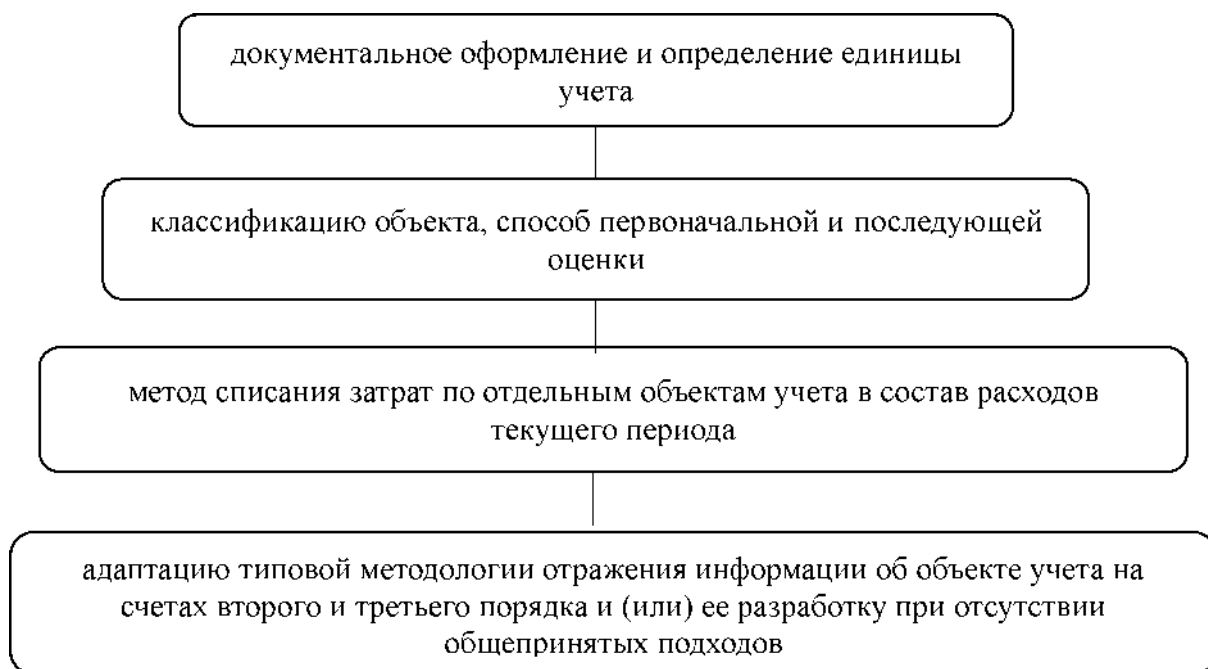 документальное оформление и определение единицы
учета
классификацию объекта, способ первоначальной и последующей
оценки
метод списания затрат по отдельным объектам учета в состав расходов
текущего периода
адаптацию типовой методологии отражения информации об объекте учета на
счетах второго и третьего порядка и (или) ее разработку при отсутствии
общепринятых подходов